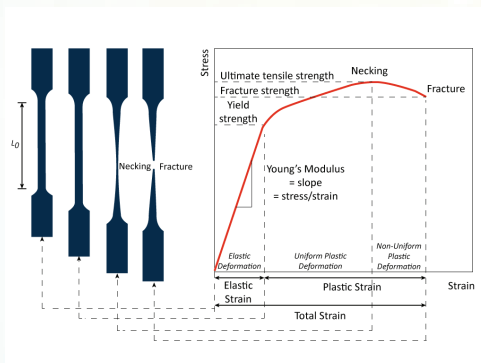 Stress
Ultimate tensile strength
Necking
Fracture strength
Fracture
Yield
strength
L0
Necking
Fracture
Young's Modulus
= slope
= stress/strain
Elastic
Deformation
Uniform Plastic
Deformation
Non-Uniform
Plastic
Deformation
Elastic
Strain
Plastic Strain
Strain
Total Strain